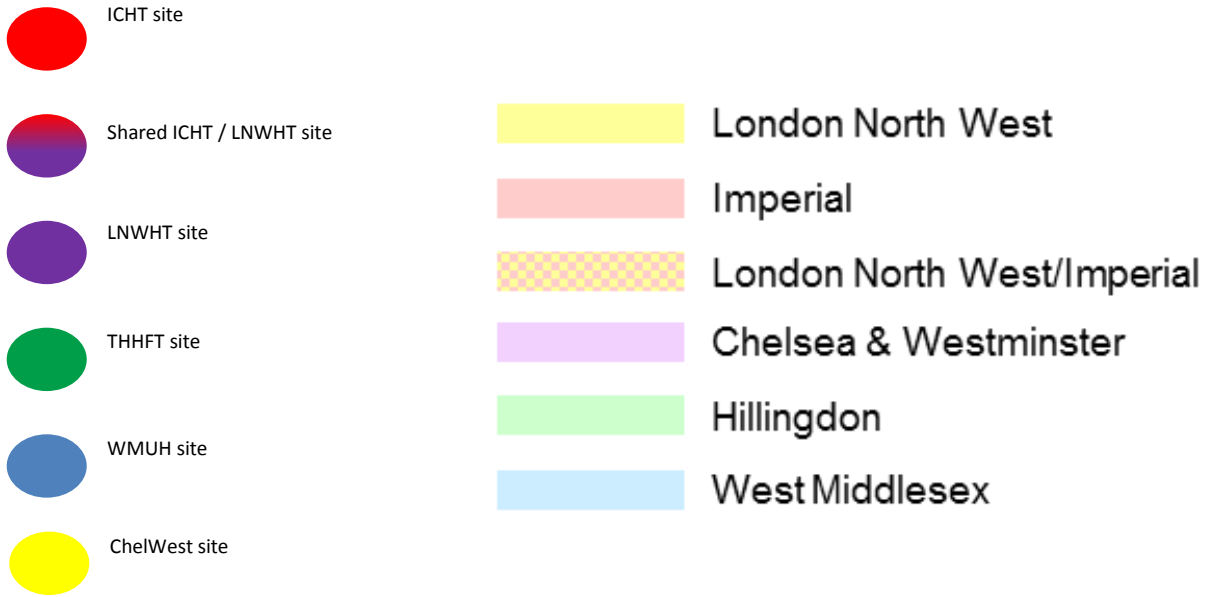 ICHT site
Shared ICHT / LNWHT site
LNWHT site
THHFT site
WMUH site
ChelWest site
London North West
Imperial
London North West/Imperial
Chelsea & Westminster
Hillingdon
West Middlesex